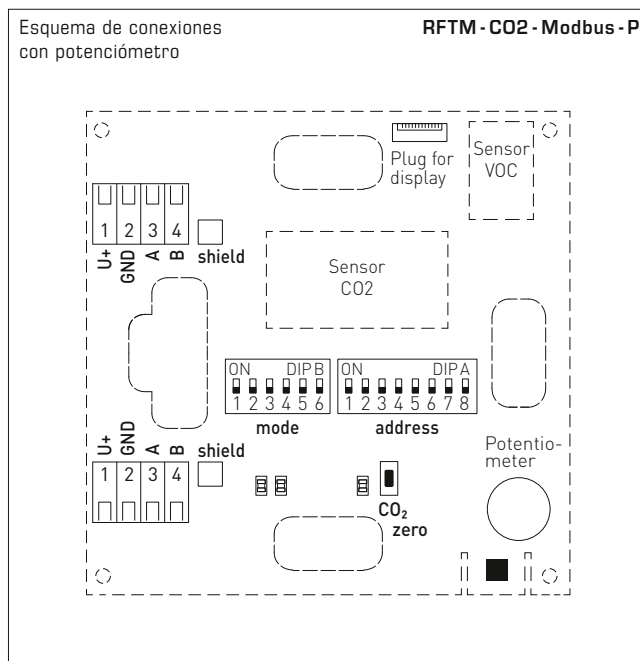 Esquema de conexiones
con potenciómetro
RFTM - CO2 - Modbus - P
Plug for
display
Sensor
VOC
1 2 3 4
U+ GND A B shield
Sensor
CO2
ON DIP B
1 2 3 4 5 6
mode
ON DIP A
1 2 3 4 5 6 7 8
address
U+ GND A B shield
1 2 3 4
Potentio-
meter
CO₂
zero